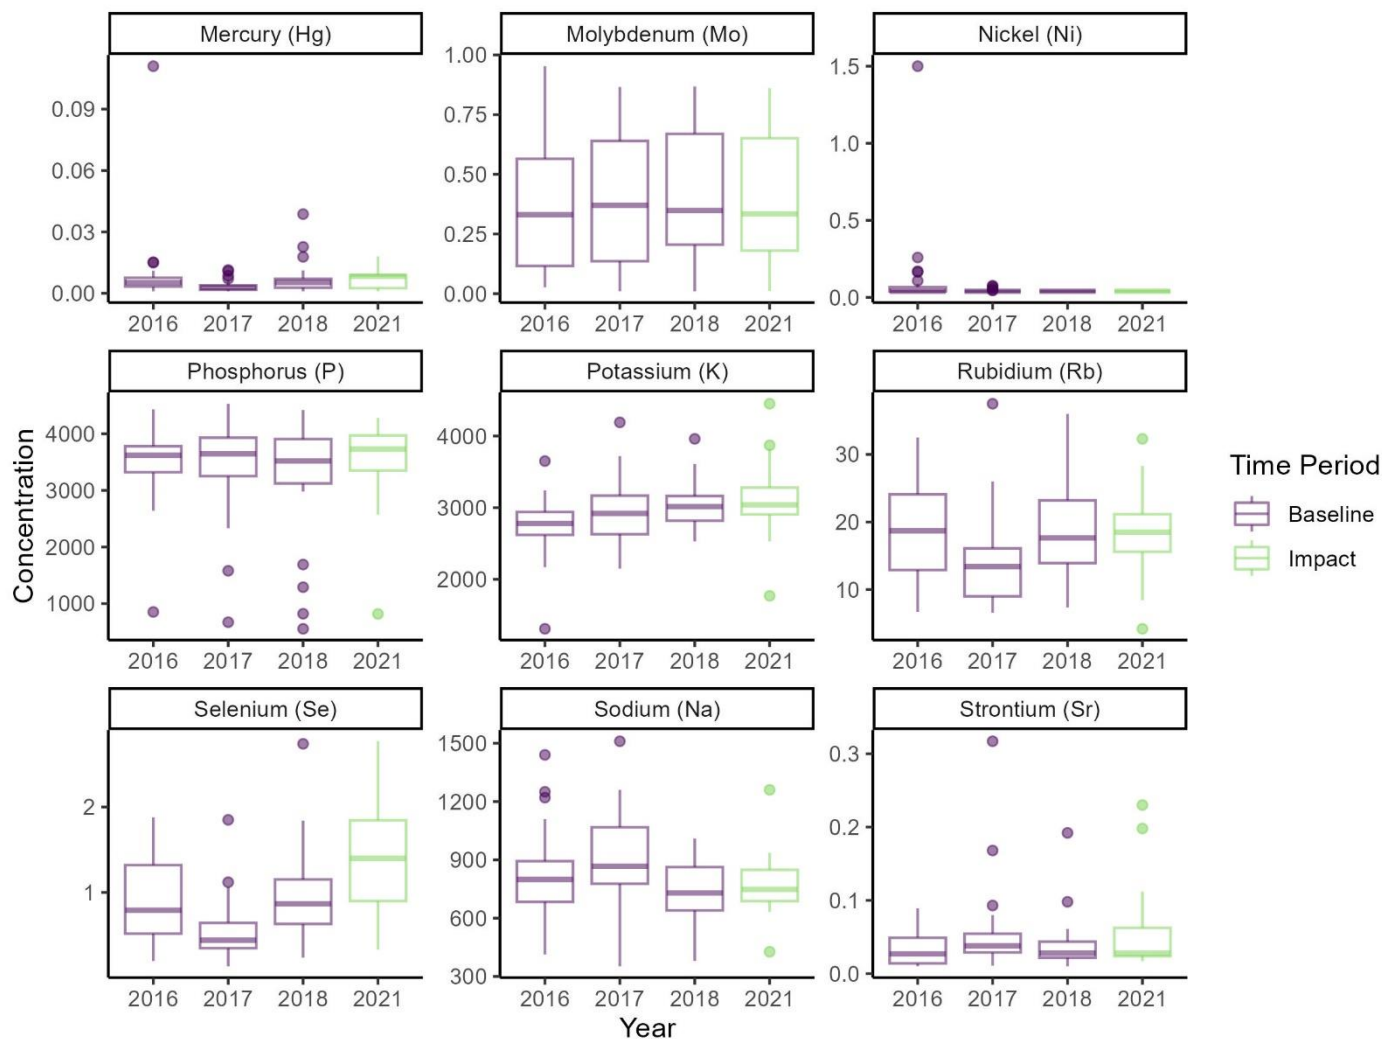 Mercury (Hg)
Molybdenum (Mo)
Nickel (Ni)
0.09
0.06
0.03
0.00
2016 2017 2018 2021
1.00
0.75
0.50
0.25
0.00
2016 2017 2018 2021
1.5
1.0
0.5
0.0
2016 2017 2018 2021
Phosphorus (P)
Potassium (K)
Rubidium (Rb)
Concentration
4000
3000
2000
1000
2016 2017 2018 2021
4000
3000
2000
2016 2017 2018 2021
30
20
10
2016 2017 2018 2021
Time Period
Baseline
Impact
Selenium (Se)
Sodium (Na)
Strontium (Sr)
2
1
2016 2017 2018 2021
1500
1200
900
600
300
2016 2017 2018 2021
0.3
0.2
0.1
0.0
2016 2017 2018 2021
Year